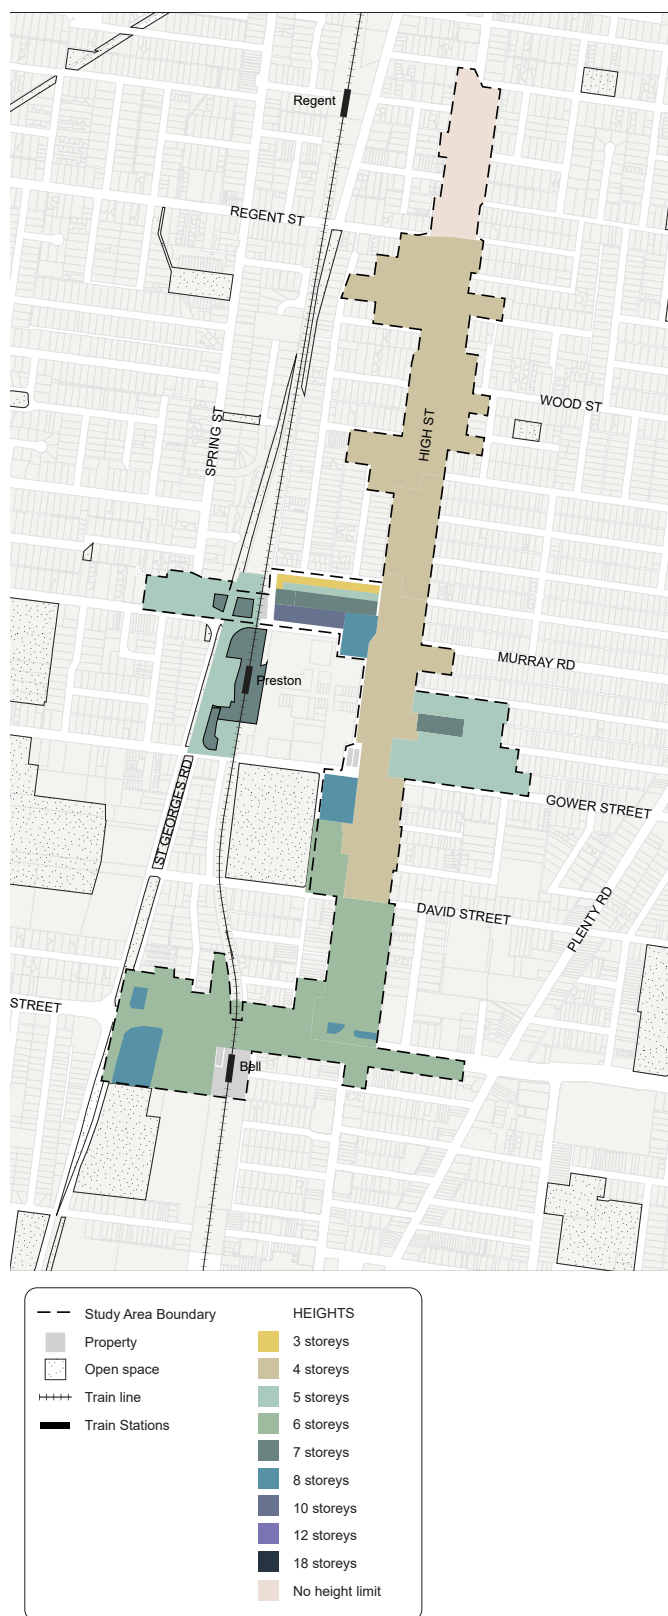 Regent
REGENT ST
WOOD ST
HIGH ST
SPRING ST
MURRAY RD
Preston
ST GEORGES RD
GOWER STREET
PLENTY RD
DAVID STREET
STREET
Bell
Study Area Boundary
Property
Open space
Train line
Train Stations
HEIGHTS
3 storeys
4 storeys
5 storeys
6 storeys
7 storeys
8 storeys
10 storeys
12 storeys
18 storeys
No height limit